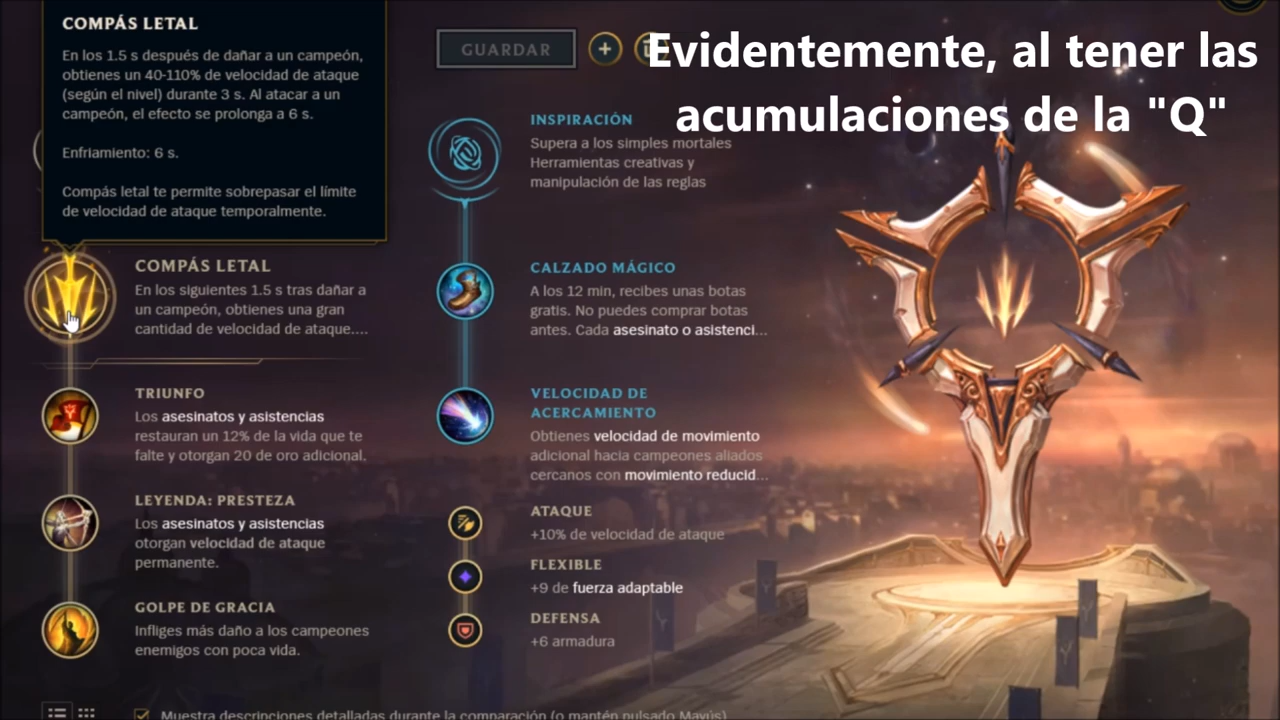 COMPÁS LETAL
En los 1.5 s después de dañar a un campeón,
obtienes un 40-110% de velocidad de ataque
(según el nivel) durante 3 s. Al atacar a un
campeón, el efecto se prolonga a 6 s.
Enfriamiento: 6 s.
Compás letal te permite sobrepasar el límite
de velocidad de ataque temporalmente.
COMPÁS LETAL
En los siguientes 1.5 s tras dañar a
un campeón, obtienes una gran
cantidad de velocidad de ataque....
TRIUNFO
Los asesinatos y asistencias
restauran un 12% de la vida que te
falte y otorgan 20 de oro adicional.
LEYENDA: PRESTEZA
Los asesinatos y asistencias
otorgan velocidad de ataque
permanente.
GOLPE DE GRACIA
Infliges más daño a los campeones
enemigos con poca vida.
GUARDAR
Evidentemente, al tener las
acumulaciones de la "Q"
INSPIRACIÓN
Supera a los simples mortales
Herramientas creativas y
manipulación de las reglas
CALZADO MÁGICO
A los 12 min, recibes unas botas
gratis. No puedes comprar botas
antes. Cada asesinato o asistenci...
VELOCIDAD DE
ACERCAMIENTO
Obtienes velocidad de movimiento
adicional hacia campeones aliados
cercanos con movimiento reducid...
ATAQUE
+10% de velocidad de ataque
FLEXIBLE
+9 de fuerza adaptable
DEFENSA
+6 armadura
Muestra descripciones detalladas durante la comparación (o mantén pulsado Mayús)